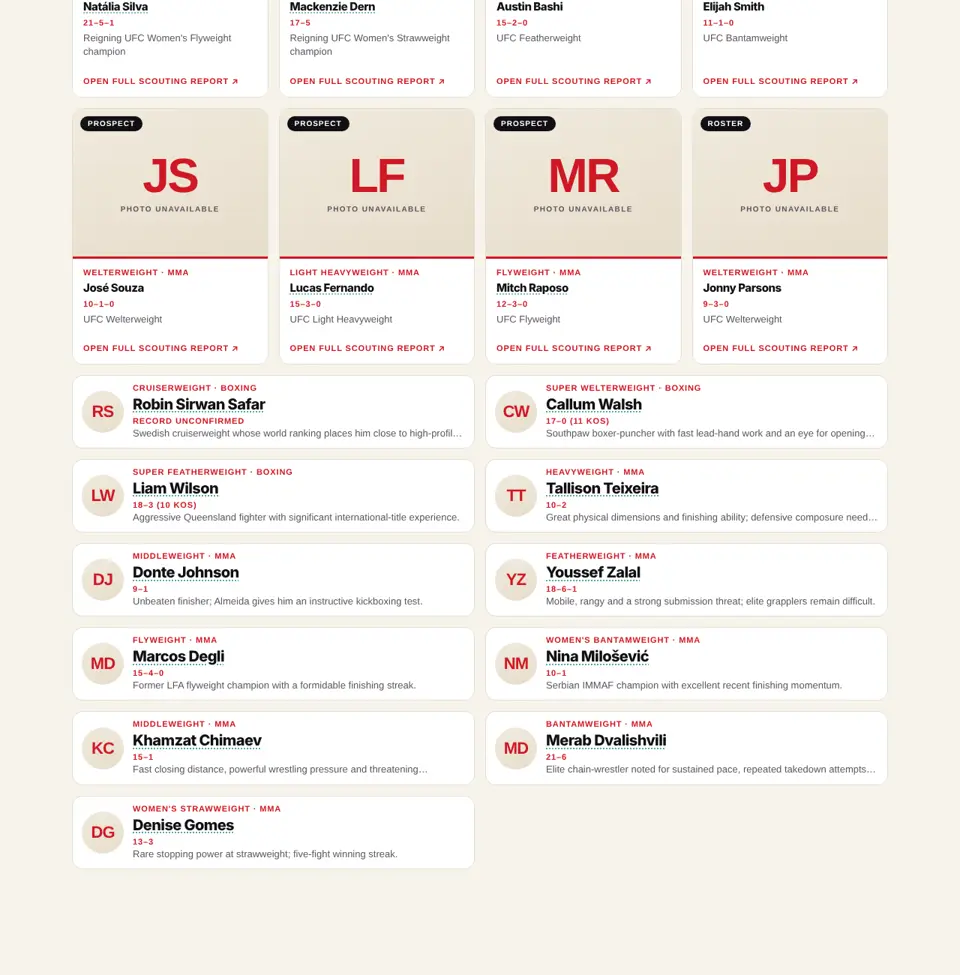 Natália Silva
21–5–1
Reigning UFC Women's Flyweight
champion
OPEN FULL SCOUTING REPORT ↗
Mackenzie Dern
17–5
Reigning UFC Women's Strawweight
champion
OPEN FULL SCOUTING REPORT ↗
Austin Bashi
15–2–0
UFC Featherweight
OPEN FULL SCOUTING REPORT ↗
Elijah Smith
11–1–0
UFC Bantamweight
OPEN FULL SCOUTING REPORT ↗
PROSPECT
JS
PHOTO UNAVAILABLE
WELTERWEIGHT · MMA
José Souza
10–1–0
UFC Welterweight
OPEN FULL SCOUTING REPORT ↗
PROSPECT
LF
PHOTO UNAVAILABLE
LIGHT HEAVYWEIGHT · MMA
Lucas Fernando
15–3–0
UFC Light Heavyweight
OPEN FULL SCOUTING REPORT ↗
PROSPECT
MR
PHOTO UNAVAILABLE
FLYWEIGHT · MMA
Mitch Raposo
12–3–0
UFC Flyweight
OPEN FULL SCOUTING REPORT ↗
ROSTER
JP
PHOTO UNAVAILABLE
WELTERWEIGHT · MMA
Jonny Parsons
9–3–0
UFC Welterweight
OPEN FULL SCOUTING REPORT ↗
RS
CRUISERWEIGHT · BOXING
Robin Sirwan Safar
RECORD UNCONFIRMED
Swedish cruiserweight whose world ranking places him close to high-profil…
CW
SUPER WELTERWEIGHT · BOXING
Callum Walsh
17–0 (11 KOS)
Southpaw boxer-puncher with fast lead-hand work and an eye for opening…
LW
SUPER FEATHERWEIGHT · BOXING
Liam Wilson
18–3 (10 KOS)
Aggressive Queensland fighter with significant international-title experience.
TT
HEAVYWEIGHT · MMA
Tallison Teixeira
10–2
Great physical dimensions and finishing ability; defensive composure need…
DJ
MIDDLEWEIGHT · MMA
Donte Johnson
9–1
Unbeaten finisher; Almeida gives him an instructive kickboxing test.
YZ
FEATHERWEIGHT · MMA
Youssef Zalal
18–6–1
Mobile, rangy and a strong submission threat; elite grapplers remain difficult.
MD
FLYWEIGHT · MMA
Marcos Degli
15–4–0
Former LFA flyweight champion with a formidable finishing streak.
NM
WOMEN'S BANTAMWEIGHT · MMA
Nina Milošević
10–1
Serbian IMMAF champion with excellent recent finishing momentum.
KC
MIDDLEWEIGHT · MMA
Khamzat Chimaev
15–1
Fast closing distance, powerful wrestling pressure and threatening…
MD
BANTAMWEIGHT · MMA
Merab Dvalishvili
21–6
Elite chain-wrestler noted for sustained pace, repeated takedown attempts…
DG
WOMEN'S STRAWWEIGHT · MMA
Denise Gomes
13–3
Rare stopping power at strawweight; five-fight winning streak.